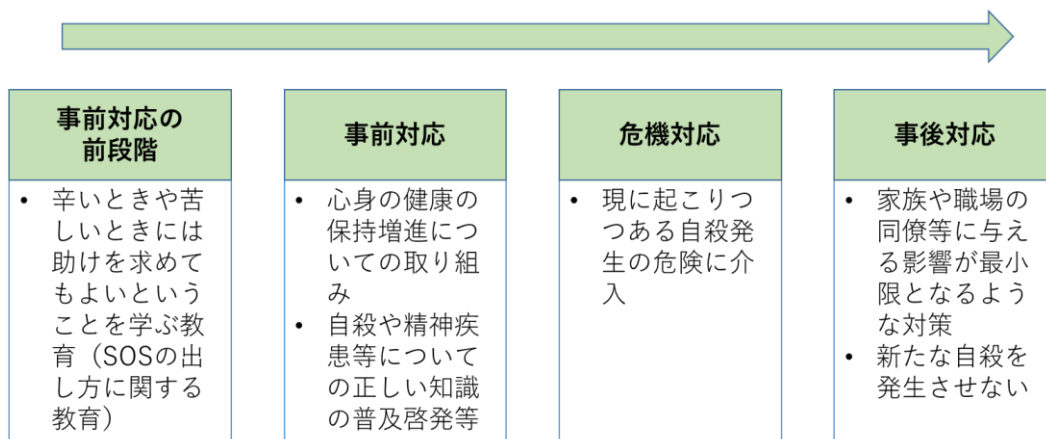 事前対応の
前段階
• 辛いときや苦
しいときには
助けを求めて
もよいという
ことを学ぶ教
育（SOSの出
し方に関する
教育）
事前対応
• 心身の健康の
保持増進につ
いての取り組
み
• 自殺や精神疾
患等について
の正しい知識
の普及啓発等
危機対応
• 現に起こりつ
つある自殺発
生の危険に介
入
事後対応
• 家族や職場の
同僚等に与え
る影響が最小
限となるよう
な対策
• 新たな自殺を
発生させない